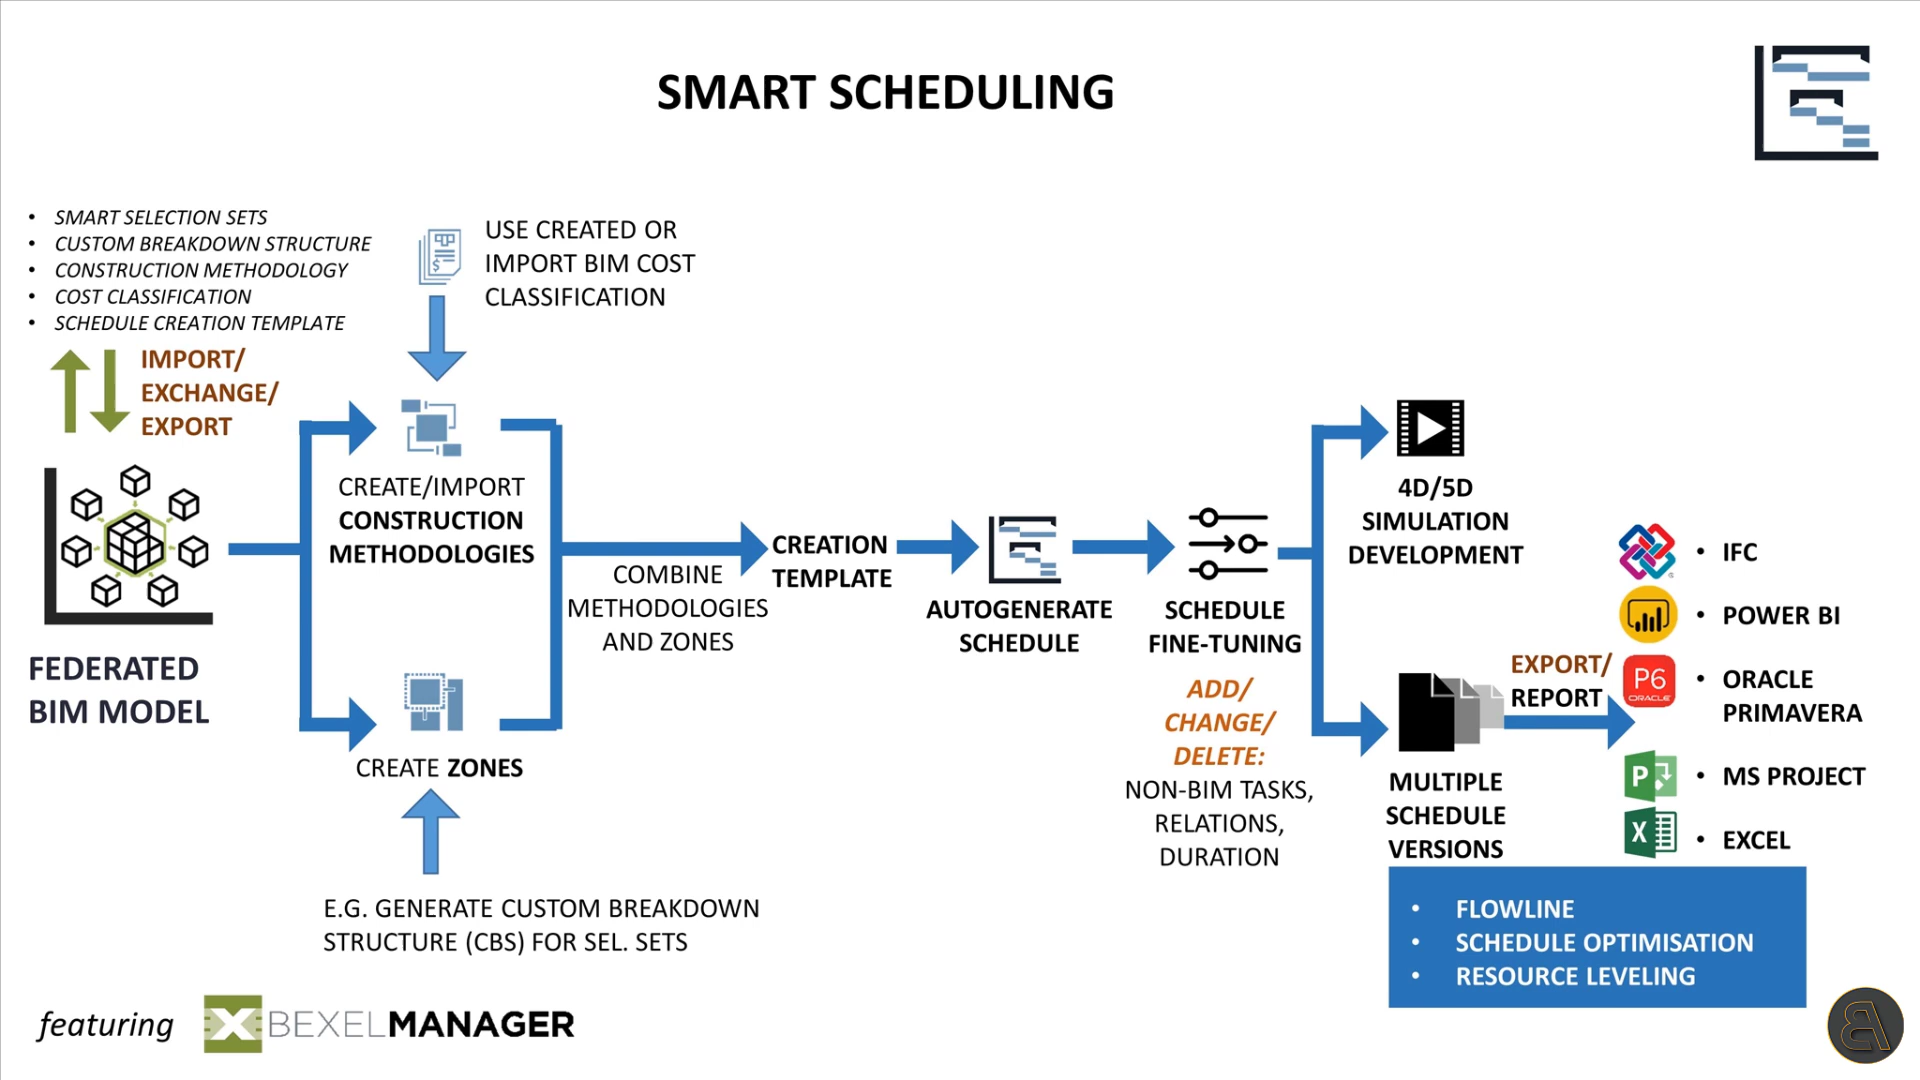 SMART SCHEDULING
• SMART SELECTION SETS
• CUSTOM BREAKDOWN STRUCTURE
• CONSTRUCTION METHODOLOGY
• COST CLASSIFICATION
• SCHEDULE CREATION TEMPLATE
IMPORT/
EXCHANGE/
EXPORT
FEDERATED
BIM MODEL
USE CREATED OR
IMPORT BIM COST
CLASSIFICATION
CREATE/IMPORT
CONSTRUCTION
METHODOLOGIES
CREATE ZONES
E.G. GENERATE CUSTOM BREAKDOWN
STRUCTURE (CBS) FOR SEL. SETS
COMBINE
METHODOLOGIES
AND ZONES
CREATION
TEMPLATE
AUTOGENERATE
SCHEDULE
SCHEDULE
FINE-TUNING
ADD/
CHANGE/
DELETE:
NON-BIM TASKS,
RELATIONS,
DURATION
4D/5D
SIMULATION
DEVELOPMENT
MULTIPLE
SCHEDULE
VERSIONS
EXPORT/
REPORT
• IFC
• POWER BI
P6
ORACLE
• ORACLE
PRIMAVERA
P
• MS PROJECT
X
• EXCEL
• FLOWLINE
• SCHEDULE OPTIMISATION
• RESOURCE LEVELING
featuring
BEXELMANAGER